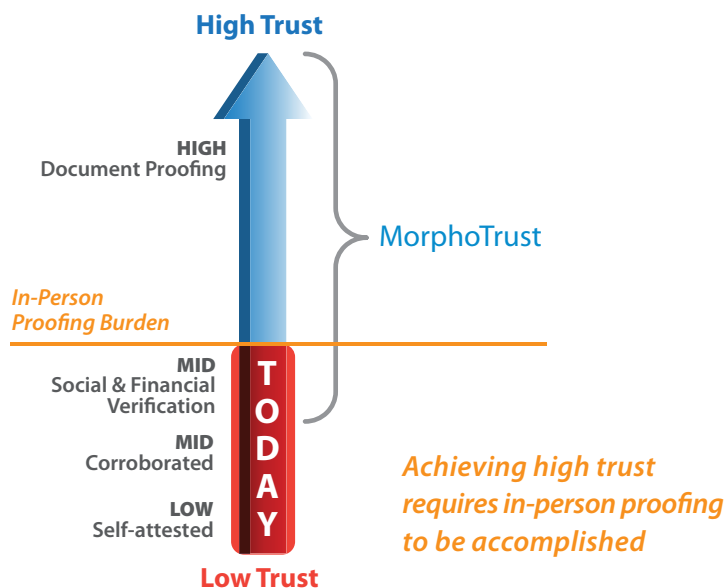 High Trust
HIGH
Document Proofing
MorphoTrust
In-Person
Proofing Burden
MID
Social & Financial
Verification
MID
Corroborated
LOW
Self-attested
TODAY
Achieving high trust
requires in-person proofing
to be accomplished
Low Trust